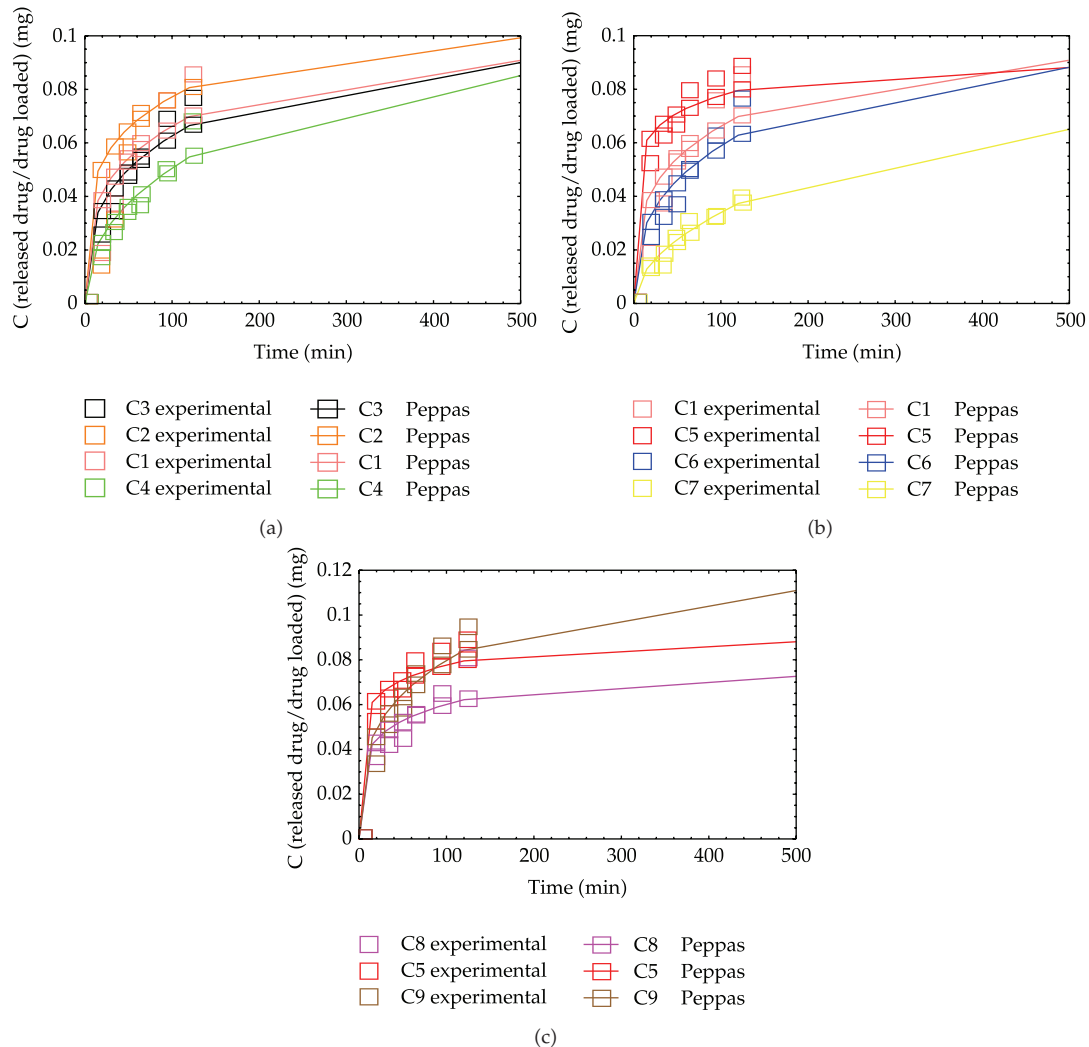 0.1
0.08
0.06
0.04
0.02
0
0 100 200 300 400 500
C (released drug/drug loaded) (mg)
Time (min)
C3 experimental
C2 experimental
C1 experimental
C4 experimental
C3 Peppas
C2 Peppas
C1 Peppas
C4 Peppas
(a)
0.1
0.08
0.06
0.04
0.02
0
0 100 200 300 400 500
C (released drug/drug loaded) (mg)
Time (min)
C1 experimental
C5 experimental
C6 experimental
C7 experimental
C1 Peppas
C5 Peppas
C6 Peppas
C7 Peppas
(b)
0.12
0.1
0.08
0.06
0.04
0.02
0
0 100 200 300 400 500
C (released drug/drug loaded) (mg)
Time (min)
C8 experimental
C5 experimental
C9 experimental
C8 Peppas
C5 Peppas
C9 Peppas
(c)